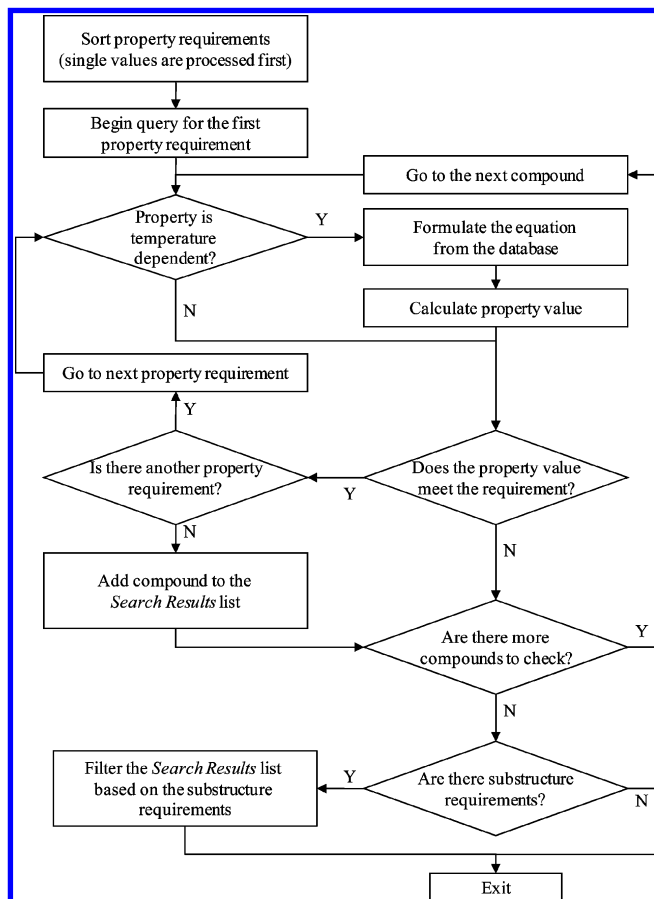 Sort property requirements
(single values are processed first)
Begin query for the first
property requirement
Go to the next compound
Property is
temperature
dependent?
Y
Formulate the equation
from the database
N
Calculate property value
Go to next property requirement
Y
Is there another property
requirement?
Y
Does the property value
meet the requirement?
N
N
Add compound to the
Search Results list
Are there more
compounds to check?
Y
N
Filter the Search Results list
based on the substructure
requirements
Y
Are there substructure
requirements?
N
Exit